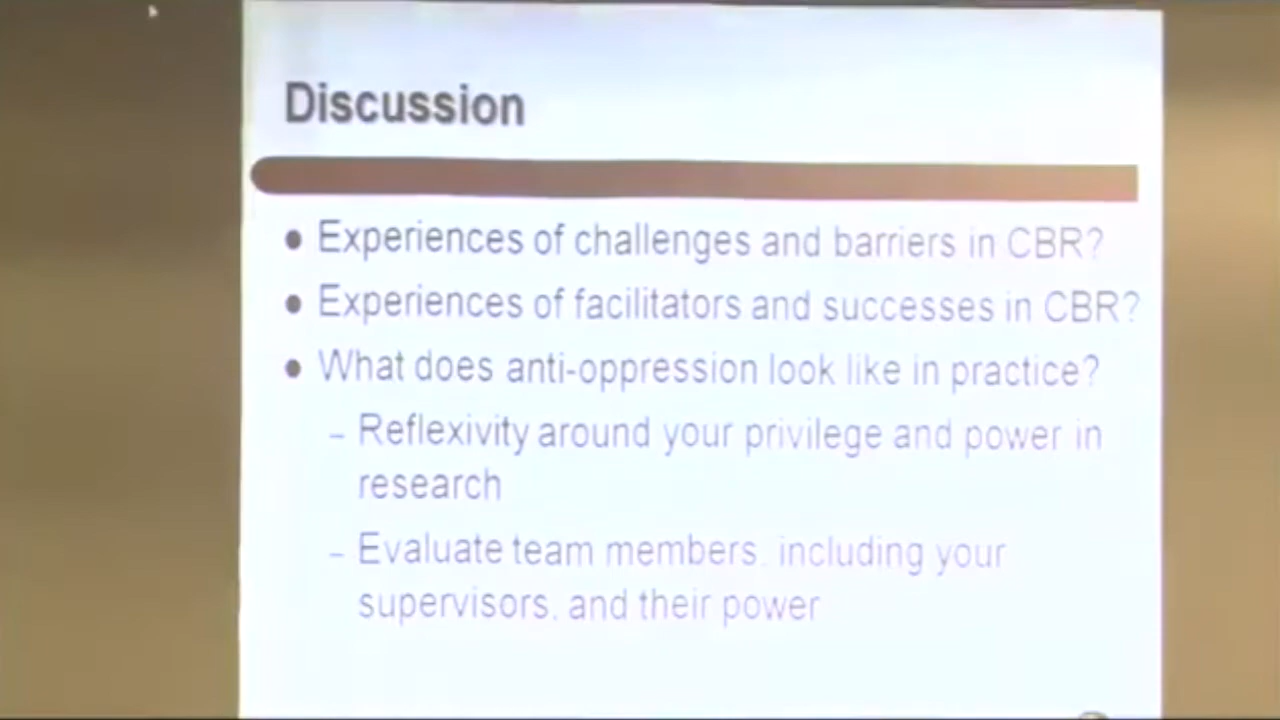 Discussion
● Experiences of challenges and barriers in CBR?
● Experiences of facilitators and successes in CBR?
● What does anti-oppression look like in practice?
– Reflexivity around your privilege and power in
research
– Evaluate team members, including your
supervisors, and their power